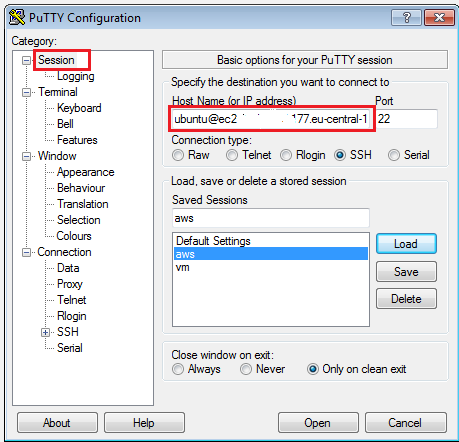 PuTTY Configuration
Category:
Session
Logging
Terminal
Keyboard
Bell
Features
Window
Appearance
Behaviour
Translation
Selection
Colours
Connection
Data
Proxy
Telnet
Rlogin
SSH
Serial
Basic options for your PuTTY session
Specify the destination you want to connect to
Host Name (or IP address) Port
ubuntu@ec2 177.eu-central-1 22
Connection type:
Raw Telnet Rlogin SSH Serial
Load, save or delete a stored session
Saved Sessions
aws
Default Settings
aws
vm
Load
Save
Delete
Close window on exit:
Always Never Only on clean exit
About Help Open Cancel